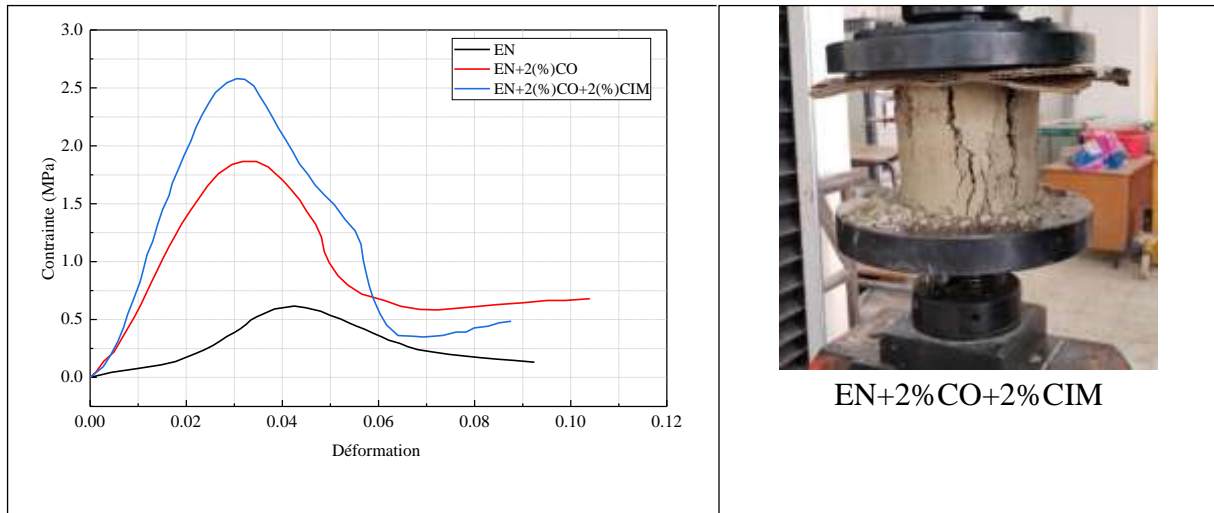 3.0
2.5
2.0
1.5
1.0
0.5
0.0
Contrainte (MPa)
EN
EN+2(%)CO
EN+2(%)CO+2(%)CIM
0.00 0.02 0.04 0.06 0.08 0.10 0.12
Déformation
EN+2%CO+2%CIM